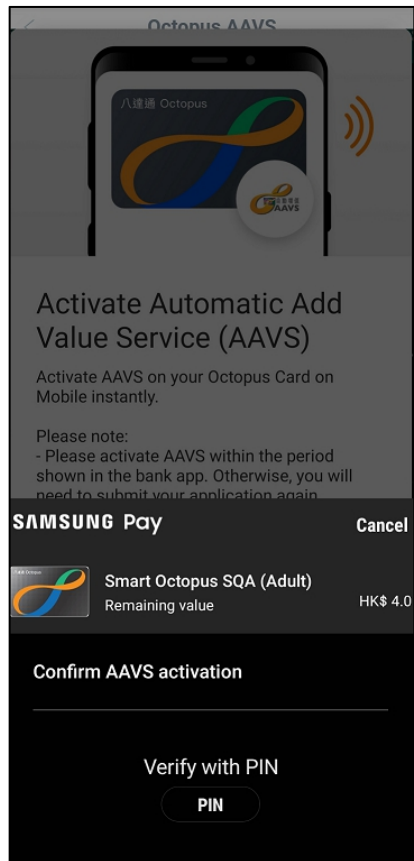 Octopus AAVS
八達通 Octopus
AAVS
Activate Automatic Add
Value Service (AAVS)
Activate AAVS on your Octopus Card on
Mobile instantly.
Please note:
- Please activate AAVS within the period
shown in the bank app. Otherwise, you will
need to submit your application again
SAMSUNG Pay
Cancel
Smart Octopus SQA (Adult)
Remaining value
HK$ 4.0
Confirm AAVS activation
Verify with PIN
PIN